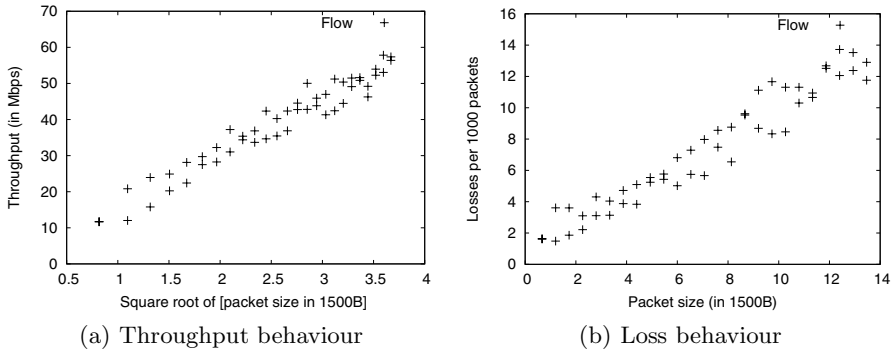 Flow
70
60
50
40
30
20
10
0
Throughput (in Mbps)
0.5 1 1.5 2 2.5 3 3.5 4
Square root of [packet size in 1500B]
(a) Throughput behaviour
Flow
16
14
12
10
8
6
4
2
0
Losses per 1000 packets
0 2 4 6 8 10 12 14
Packet size (in 1500B)
(b) Loss behaviour